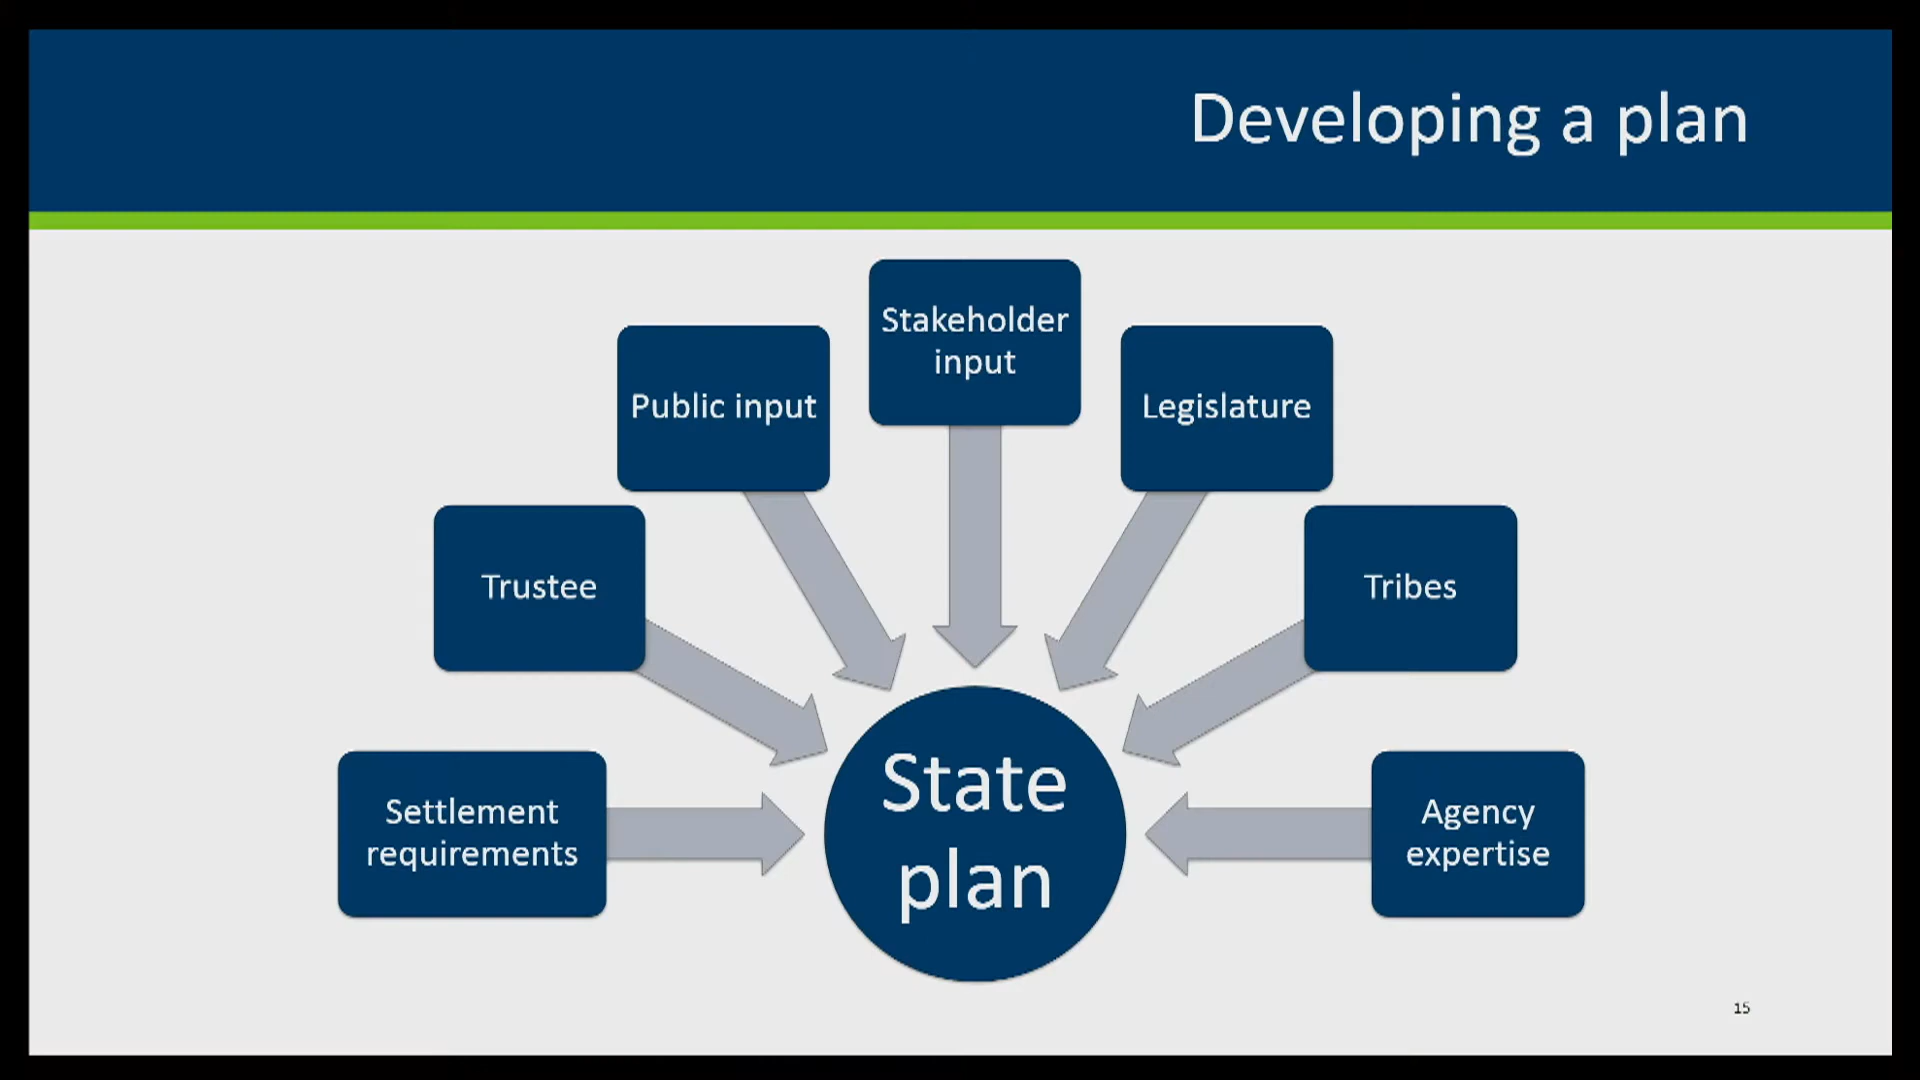 Developing a plan
Stakeholder
input
Public input
Legislature
Trustee
Tribes
Settlement
requirements
State
plan
Agency
expertise
15